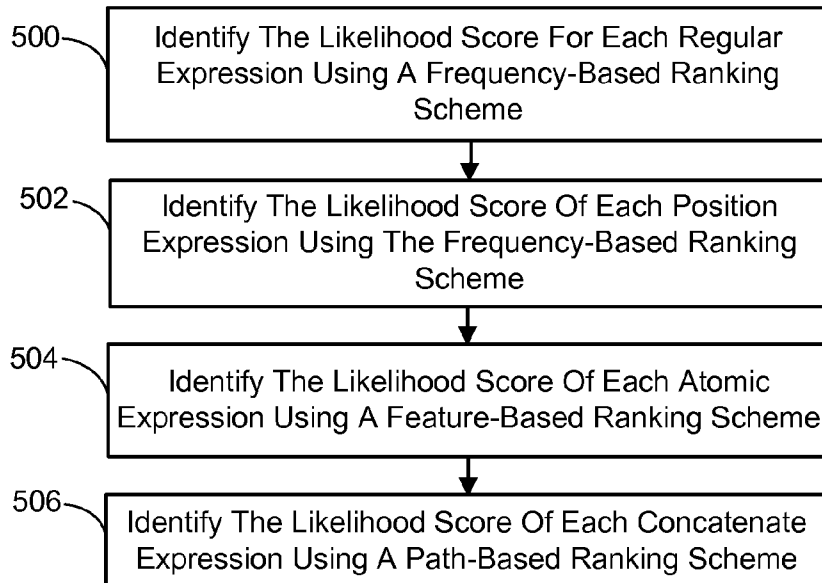 500
Identify The Likelihood Score For Each Regular
Expression Using A Frequency-Based Ranking
Scheme
502
Identify The Likelihood Score Of Each Position
Expression Using The Frequency-Based Ranking
Scheme
504
Identify The Likelihood Score Of Each Atomic
Expression Using A Feature-Based Ranking Scheme
506
Identify The Likelihood Score Of Each Concatenate
Expression Using A Path-Based Ranking Scheme